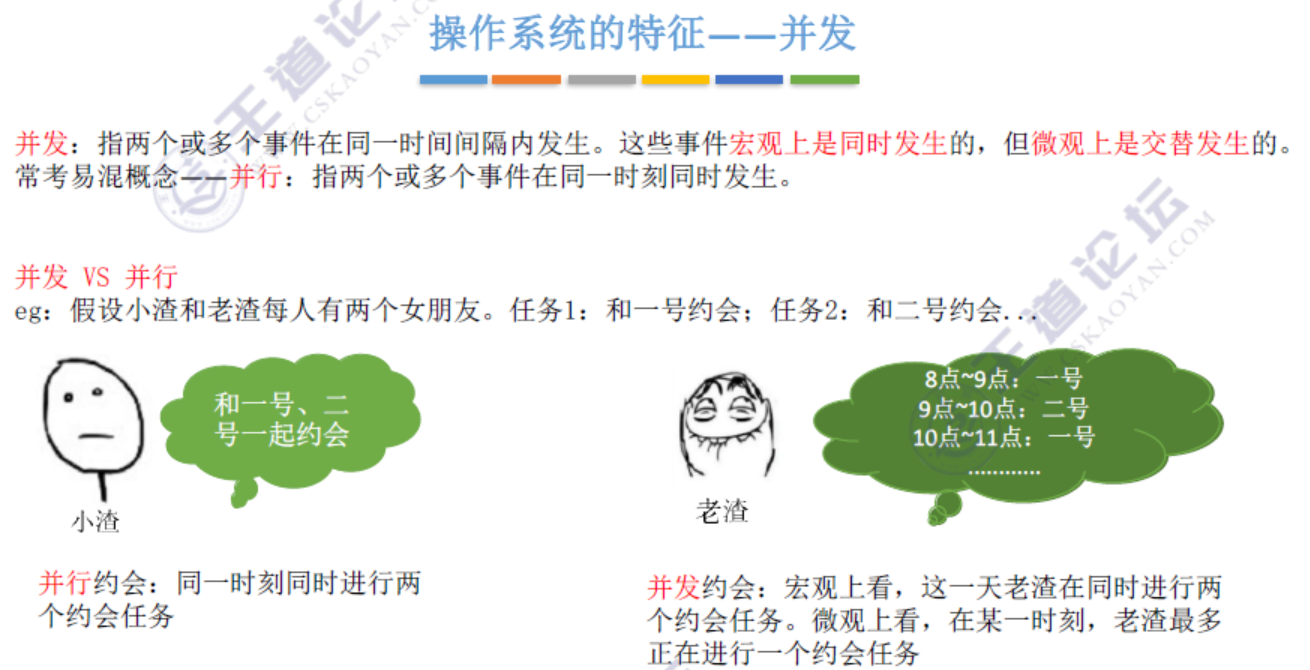 操作系统的特征——并发
并发：指两个或多个事件在同一时间间隔内发生。这些事件宏观上是同时发生的，但微观上是交替发生的。
常考易混概念——并行：指两个或多个事件在同一时刻同时发生。
并发 VS 并行
eg：假设小渣和老渣每人有两个女朋友。任务1：和一号约会；任务2：和二号约会...
和一号、二
号一起约会
小渣
并行约会：同一时刻同时进行两
个约会任务
8点~9点：一号
9点~10点：二号
10点~11点：一号
............
老渣
并发约会：宏观上看，这一天老渣在同时进行两
个约会任务。微观上看，在某一时刻，老渣最多
正在进行一个约会任务
王道论坛
WWW.CSKAOYAN.COM
王道论坛
WWW.CSKAOYAN.COM